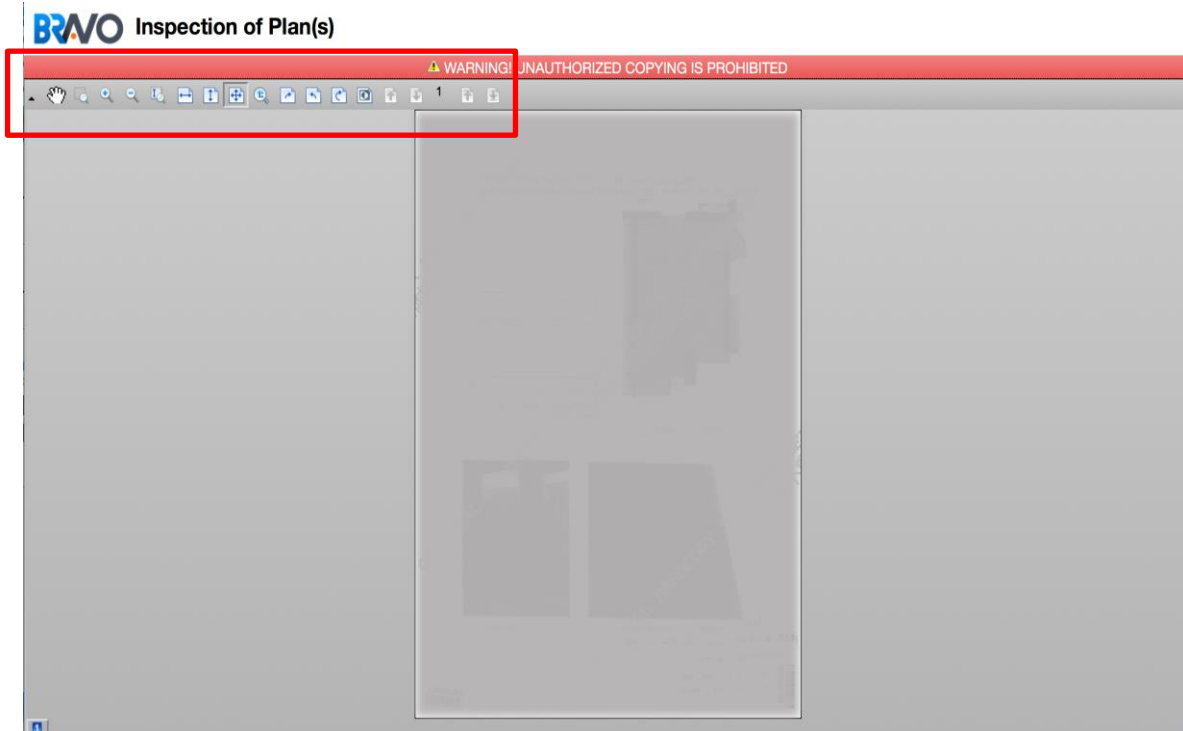 BRAVO Inspection of Plan(s)
WARNING! UNAUTHORIZED COPYING IS PROHIBITED
1